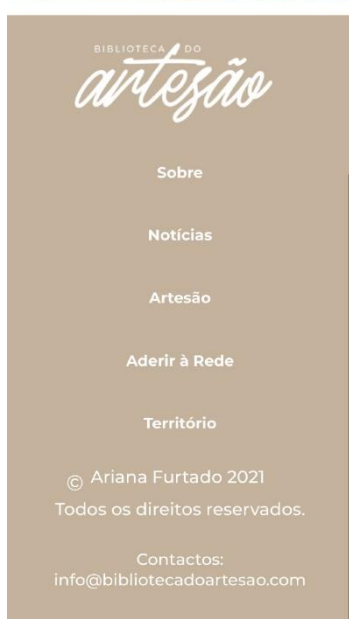 BIBLIOTECA DO
artesão
Sobre
Notícias
Artesão
Aderir à Rede
Território
© Ariana Furtado 2021
Todos os direitos reservados.
Contactos:
info@bibliotecadoartesao.com